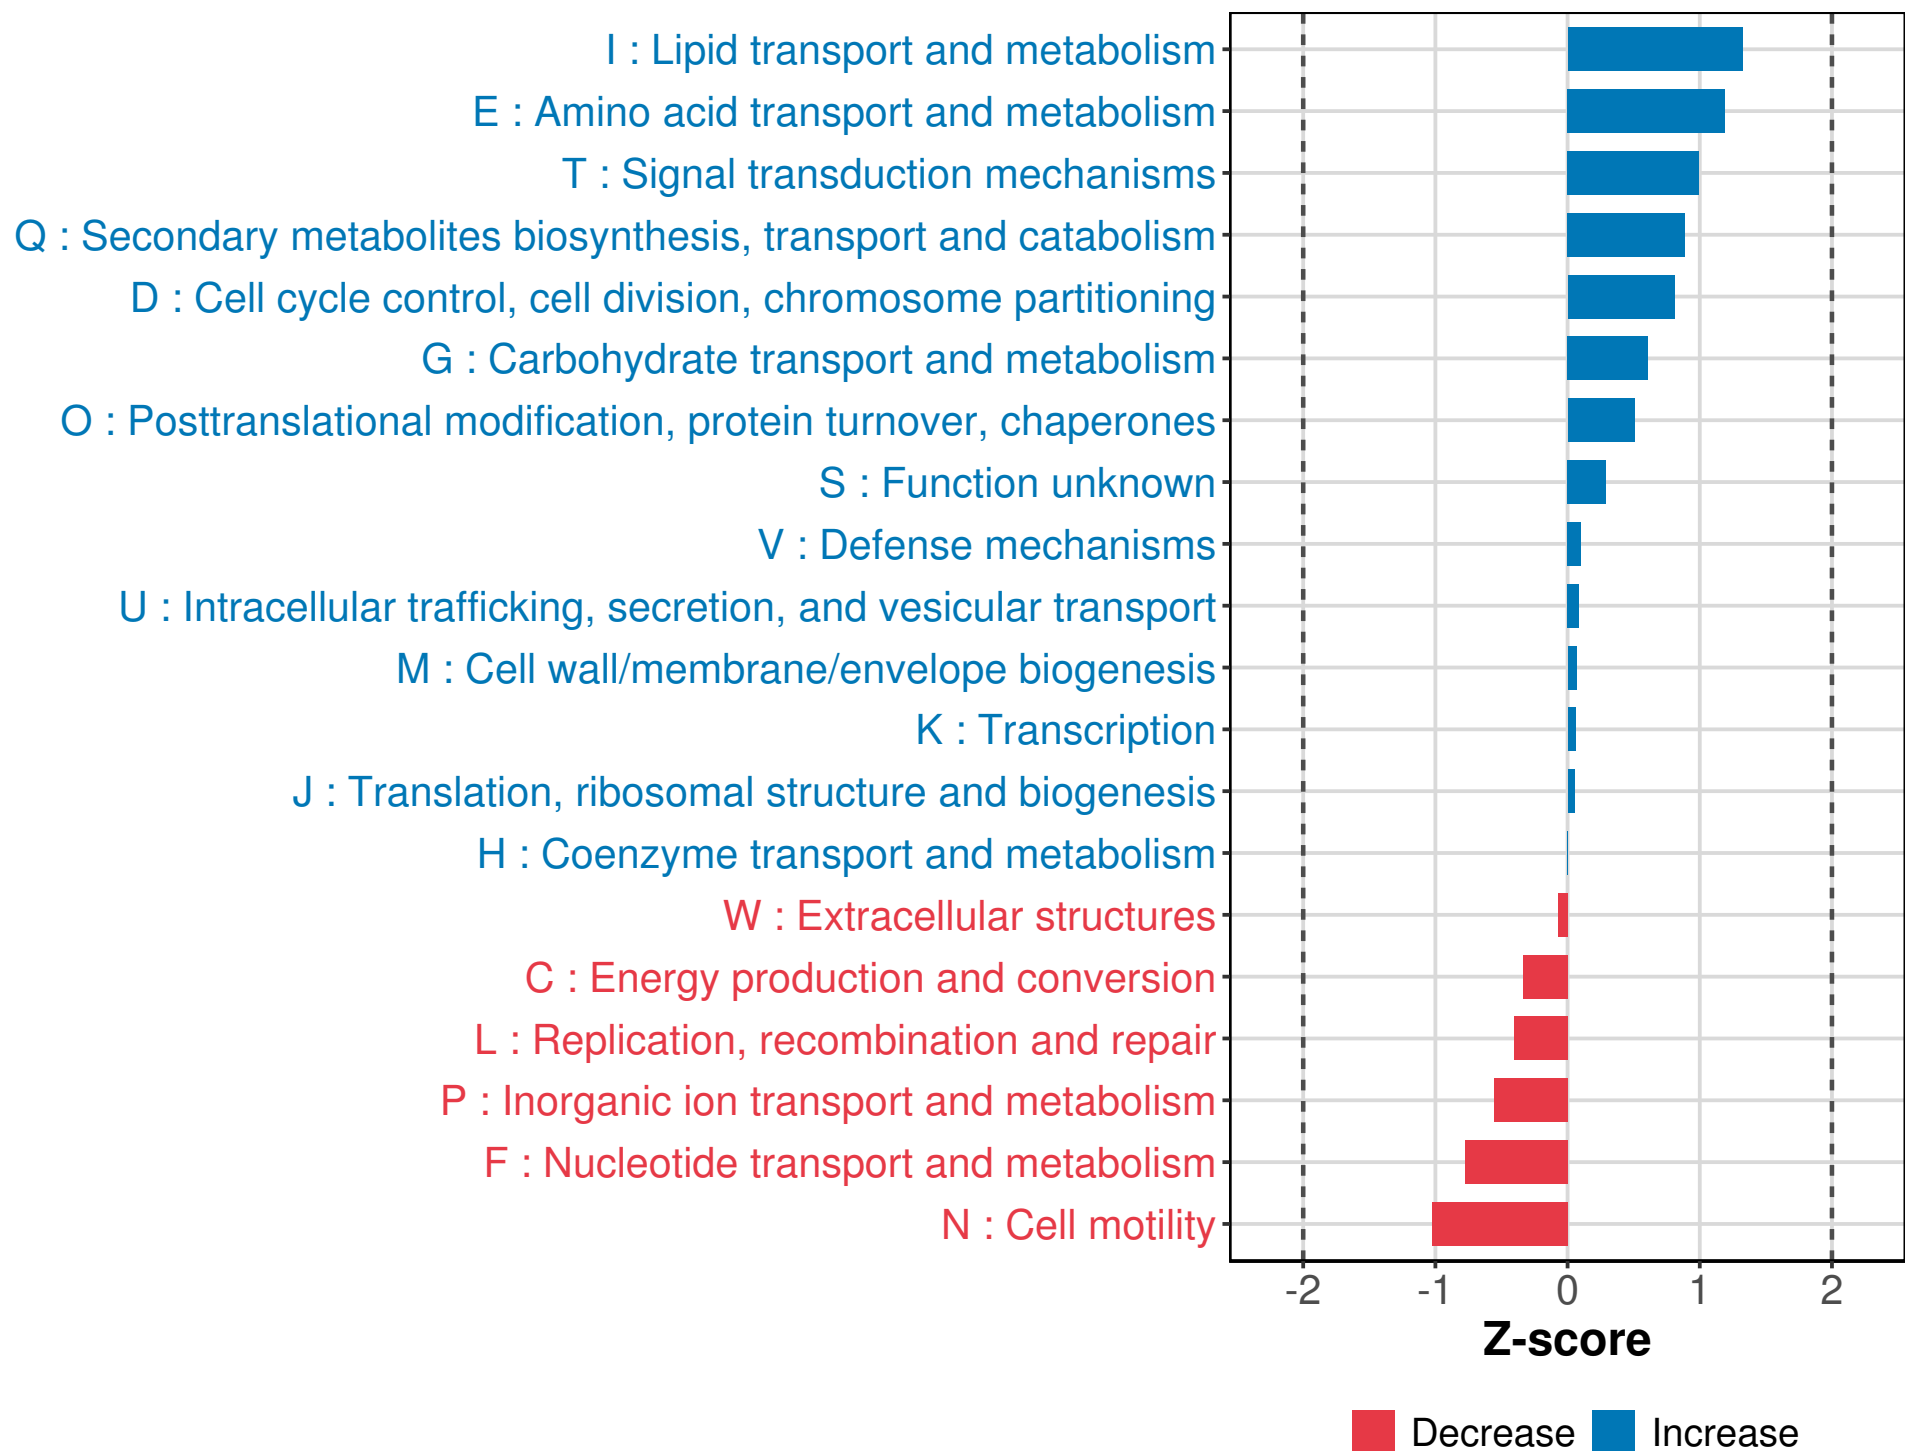 I : Lipid transport and metabolism
E : Amino acid transport and metabolism
T : Signal transduction mechanisms
Q : Secondary metabolites biosynthesis, transport and catabolism
D : Cell cycle control, cell division, chromosome partitioning
G : Carbohydrate transport and metabolism
O : Posttranslational modification, protein turnover, chaperones
S : Function unknown
V : Defense mechanisms
U : Intracellular trafficking, secretion, and vesicular transport
M : Cell wall/membrane/envelope biogenesis
K : Transcription
J : Translation, ribosomal structure and biogenesis
H : Coenzyme transport and metabolism
W : Extracellular structures
C : Energy production and conversion
L : Replication, recombination and repair
P : Inorganic ion transport and metabolism
F : Nucleotide transport and metabolism
N : Cell motility
-2 -1 0 1 2
Z-score
Decrease Increase